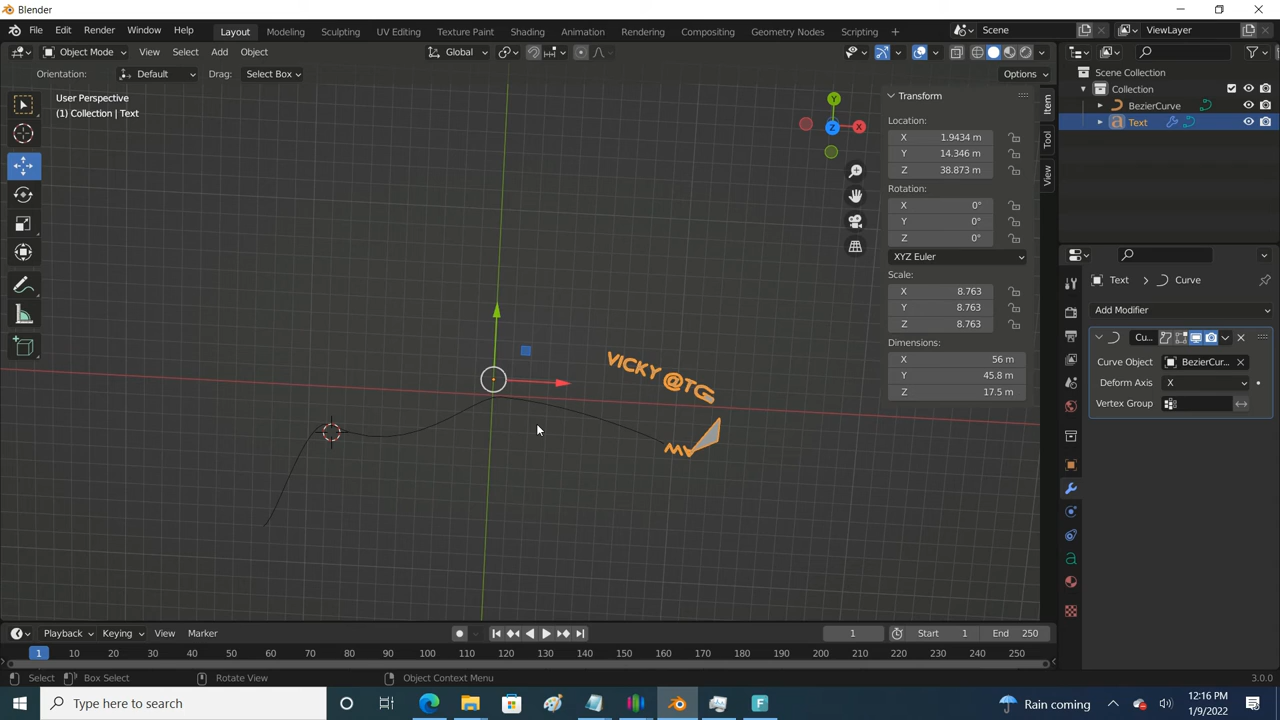 Blender
File Edit Render Window Help
Layout Modeling Sculpting UV Editing Texture Paint Shading Animation Rendering Compositing Geometry Nodes Scripting +
Scene
ViewLayer
Object Mode View Select Add Object Global
Orientation: Default Drag: Select Box Options
User Perspective
(1) Collection | Text
Y
X
Z
Item
Tool
View
Transform
Location:
X 1.9434 m
Y 14.346 m
Z 38.873 m
Rotation:
X 0°
Y 0°
Z 0°
XYZ Euler
Scale:
X 8.763
Y 8.763
Z 8.763
Dimensions:
X 56 m
Y 45.8 m
Z 17.5 m
Scene Collection
Collection
BezierCurve
Text
Text > Curve
Add Modifier
Cu...
Curve Object BezierCur...
Deform Axis X
Vertex Group
VICKY @TG
Playback Keying View Marker
1 Start 1 End 250
1 10 20 30 40 50 60 70 80 90 100 110 120 130 140 150 160 170 180 190 200 210 220 230 240 250
Select Box Select Rotate View Object Context Menu 3.0.0
Type here to search
Rain coming
12:16 PM
1/9/2022